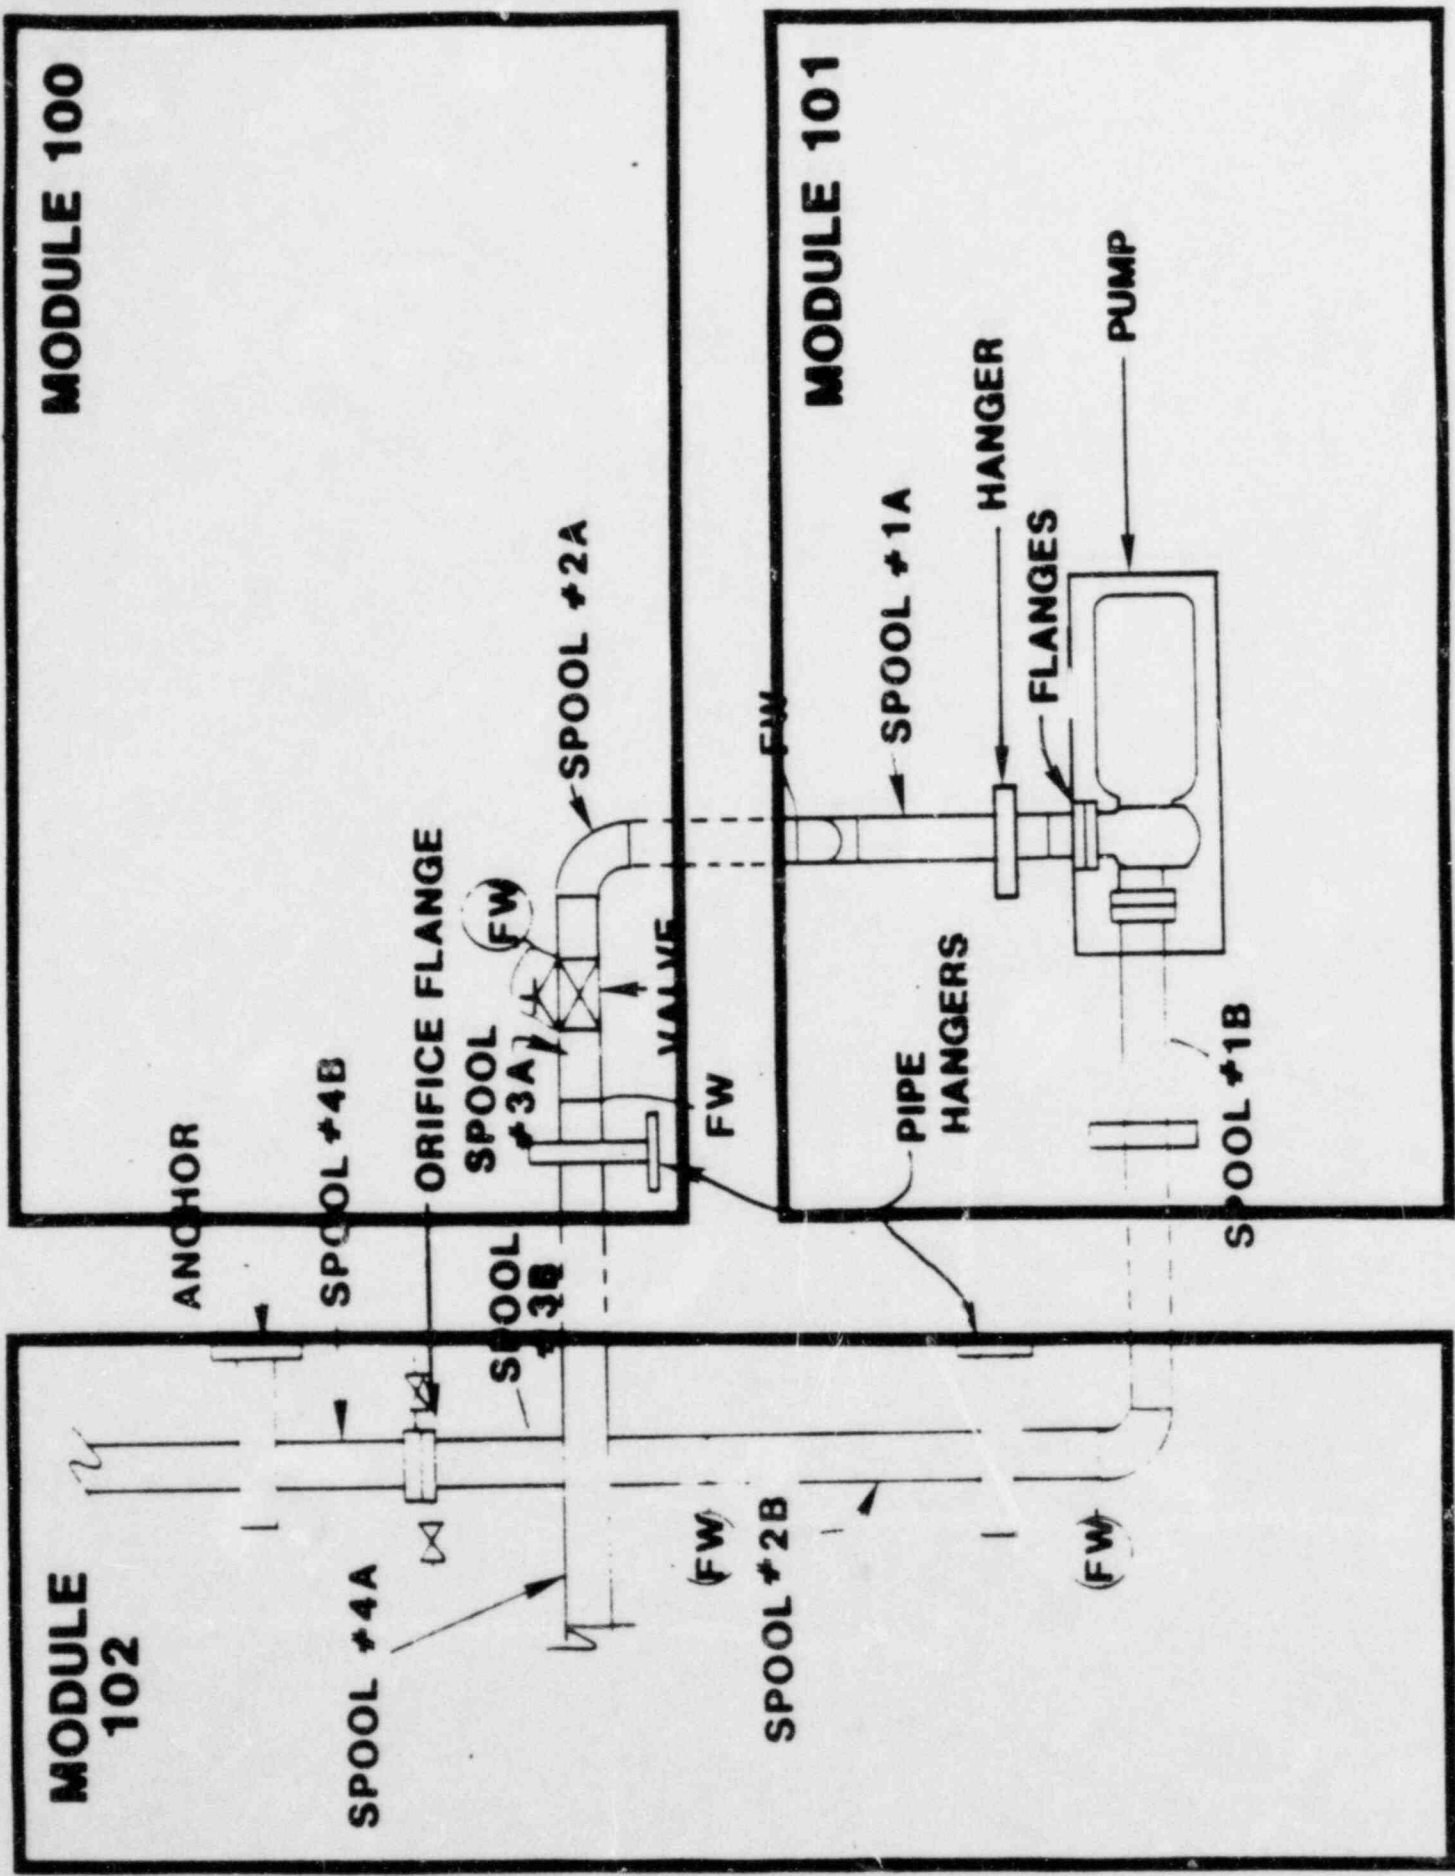 MODULE 100
SPOOL #2A
ORIFICE FLANGE
FW
SPOOL
#3A
VALVE
FW
ANCHOR
SPOOL #4B
SPOOL
#3B
MODULE 101
PUMP
HANGER
FLANGES
SPOOL #1A
FW
PIPE
HANGERS
SPOOL #1B
MODULE
102
SPOOL #4A
FW
SPOOL #2B
FW